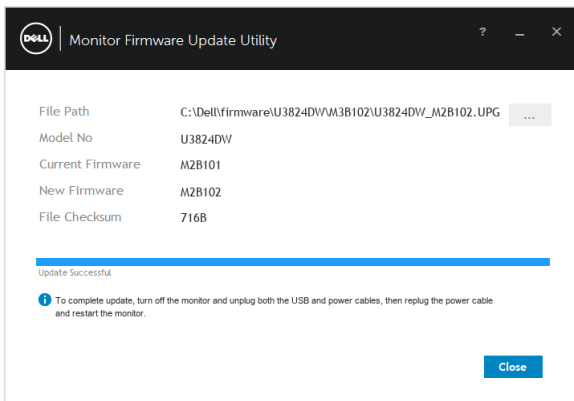 DELL Monitor Firmware Update Utility ? _ ×
File Path C:\Dell\firmware\U3824DW\M3B102\U3824DW_M2B102.UPG ...
Model No U3824DW
Current Firmware M2B101
New Firmware M2B102
File Checksum 716B
Update Successful
To complete update, turn off the monitor and unplug both the USB and power cables, then replug the power cable
and restart the monitor.
Close